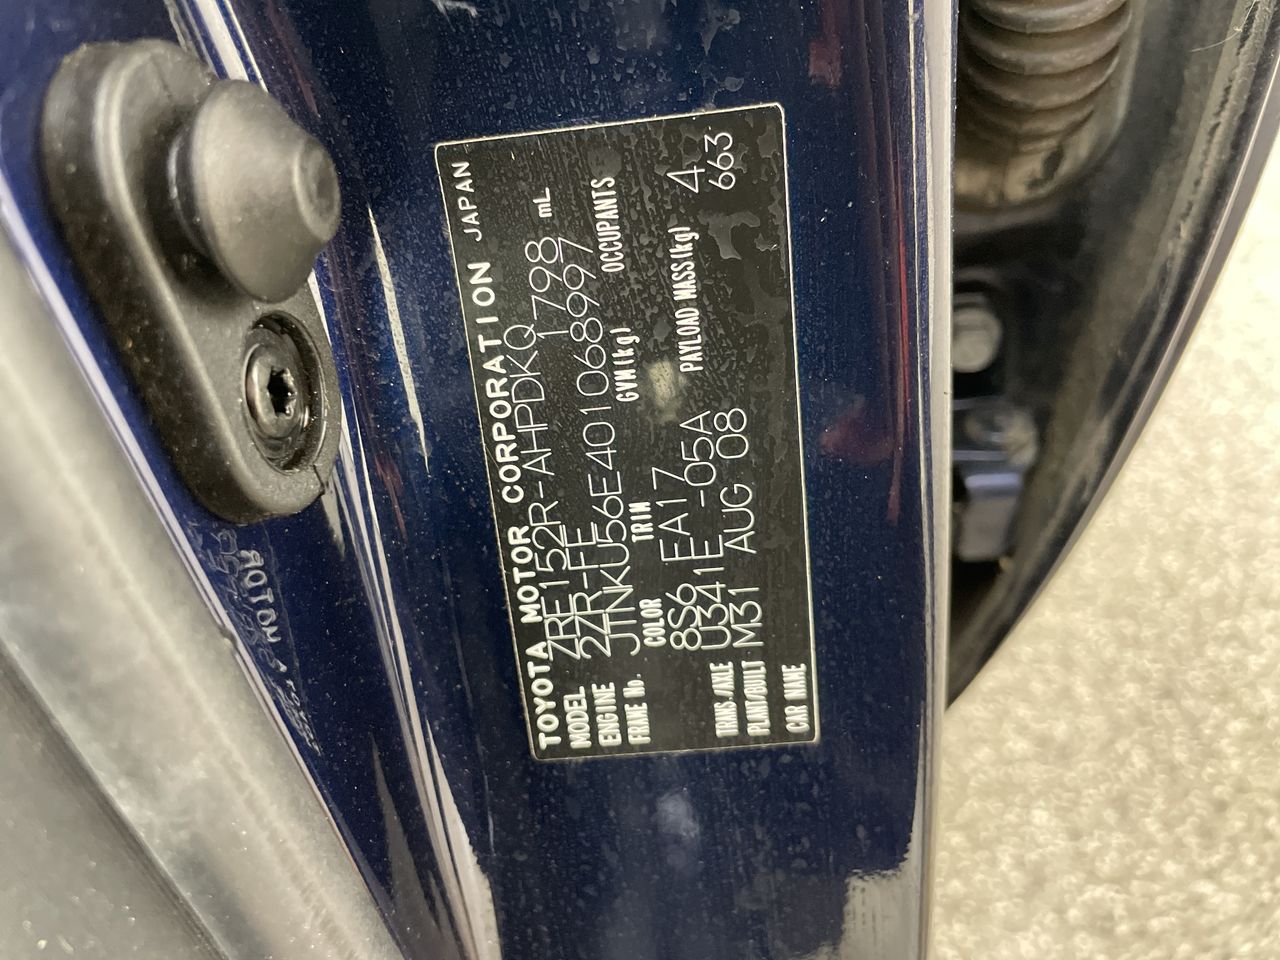 TOYOTA MOTOR CORPORATION JAPAN
MODEL ZRE152R-AHPDKQ
ENGINE 2ZR-FE 1798 mL
FRAME No. JTNKU56E401068997
COLOR TRIM GVM(kg) OCCUPANTS
8S6 EA17 4
TRANS./AXLE U341E -05A PAYLOAD MASS(kg) 663
PLANT/BUILT M31 AUG 08
CAR NAME